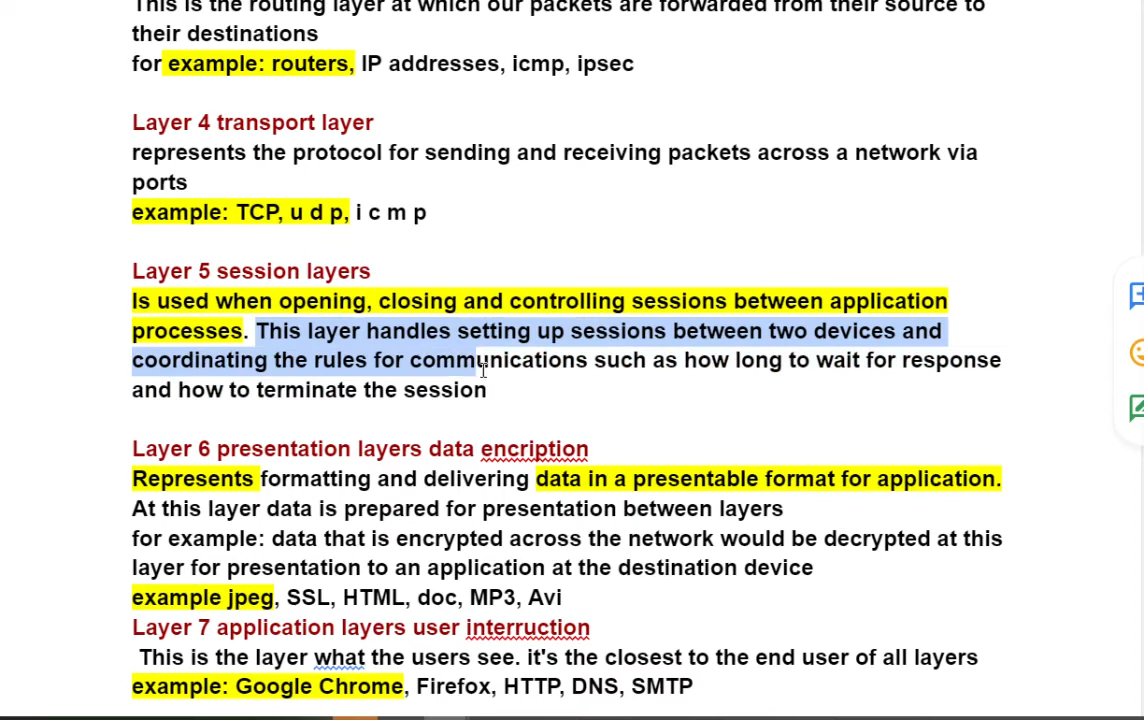 This is the routing layer at which our packets are forwarded from their source to
their destinations
for example: routers, IP addresses, icmp, ipsec
Layer 4 transport layer
represents the protocol for sending and receiving packets across a network via
ports
example: TCP, u d p, i c m p
Layer 5 session layers
Is used when opening, closing and controlling sessions between application
processes. This layer handles setting up sessions between two devices and
coordinating the rules for communications such as how long to wait for response
and how to terminate the session
Layer 6 presentation layers data encription
Represents formatting and delivering data in a presentable format for application.
At this layer data is prepared for presentation between layers
for example: data that is encrypted across the network would be decrypted at this
layer for presentation to an application at the destination device
example jpeg, SSL, HTML, doc, MP3, Avi
Layer 7 application layers user interruction
This is the layer what the users see. it's the closest to the end user of all layers
example: Google Chrome, Firefox, HTTP, DNS, SMTP